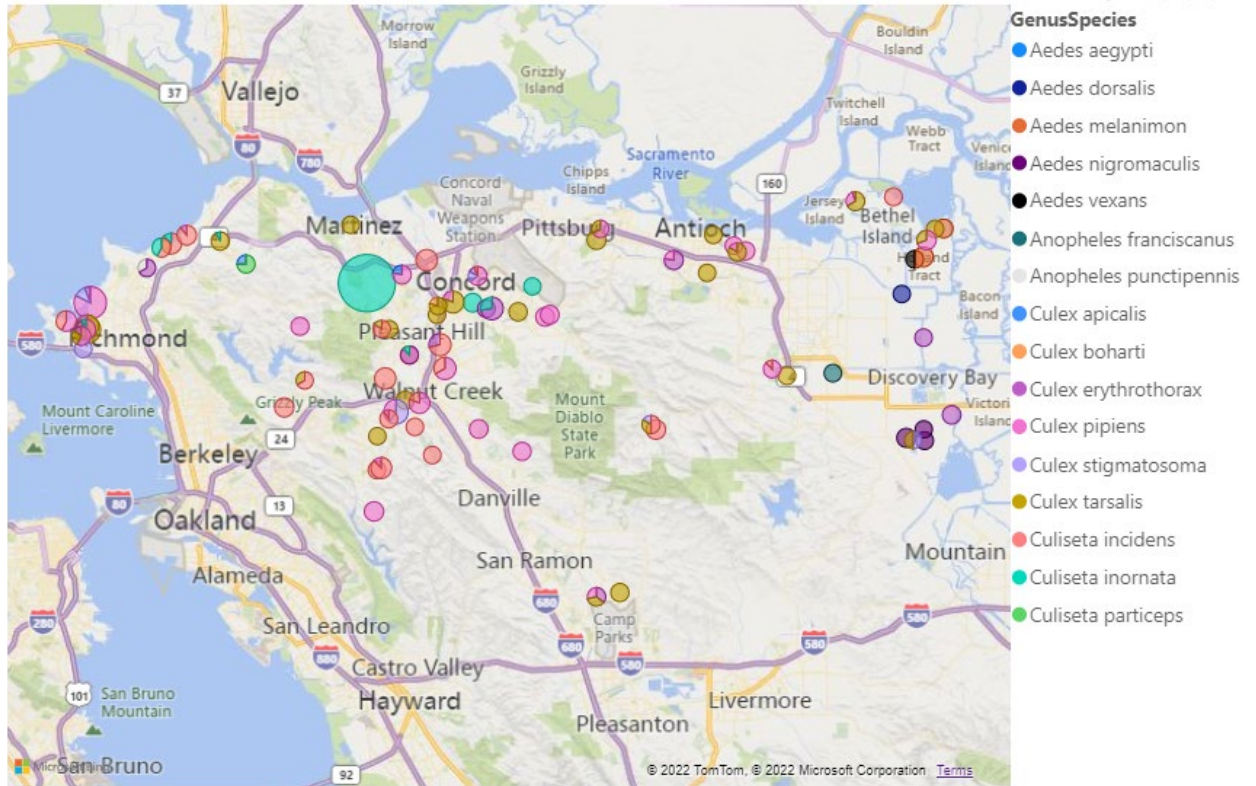 GenusSpecies
Aedes aegypti
Aedes dorsalis
Aedes melanimon
Aedes nigromaculis
Aedes vexans
Anopheles franciscanus
Anopheles punctipennis
Culex apicalis
Culex boharti
Culex erythrothorax
Culex pipiens
Culex stigmatosoma
Culex tarsalis
Culiseta incidens
Culiseta inornata
Culiseta particeps
Morrow
Island
Bouldin
Island
Grizzly
Island
37
Vallejo
Twitchell
Island
Webb
Tract
80
780
Sacramento
River
Chipps
Island
Concord
Naval
Weapons
Station
160
Jersey
Island
Bethel
Island
Martinez
Pittsburg
Antioch
Tract
Concord
Bacon
Island
580
Pleasant Hill
4
Discovery Bay
Walnut Creek
Grizzly Peak
Mount Caroline
Livermore
Mount
Diablo
State
Park
24
Berkeley
80
13
Danville
Oakland
San Ramon
Mountain
Alameda
680
Camp
Parks
280
San Leandro
880
680
580
580
580
Castro Valley
101
San Bruno
Mountain
Hayward
Livermore
Pleasanton
San Bruno
92
© 2022 TomTom, © 2022 Microsoft Corporation Terms